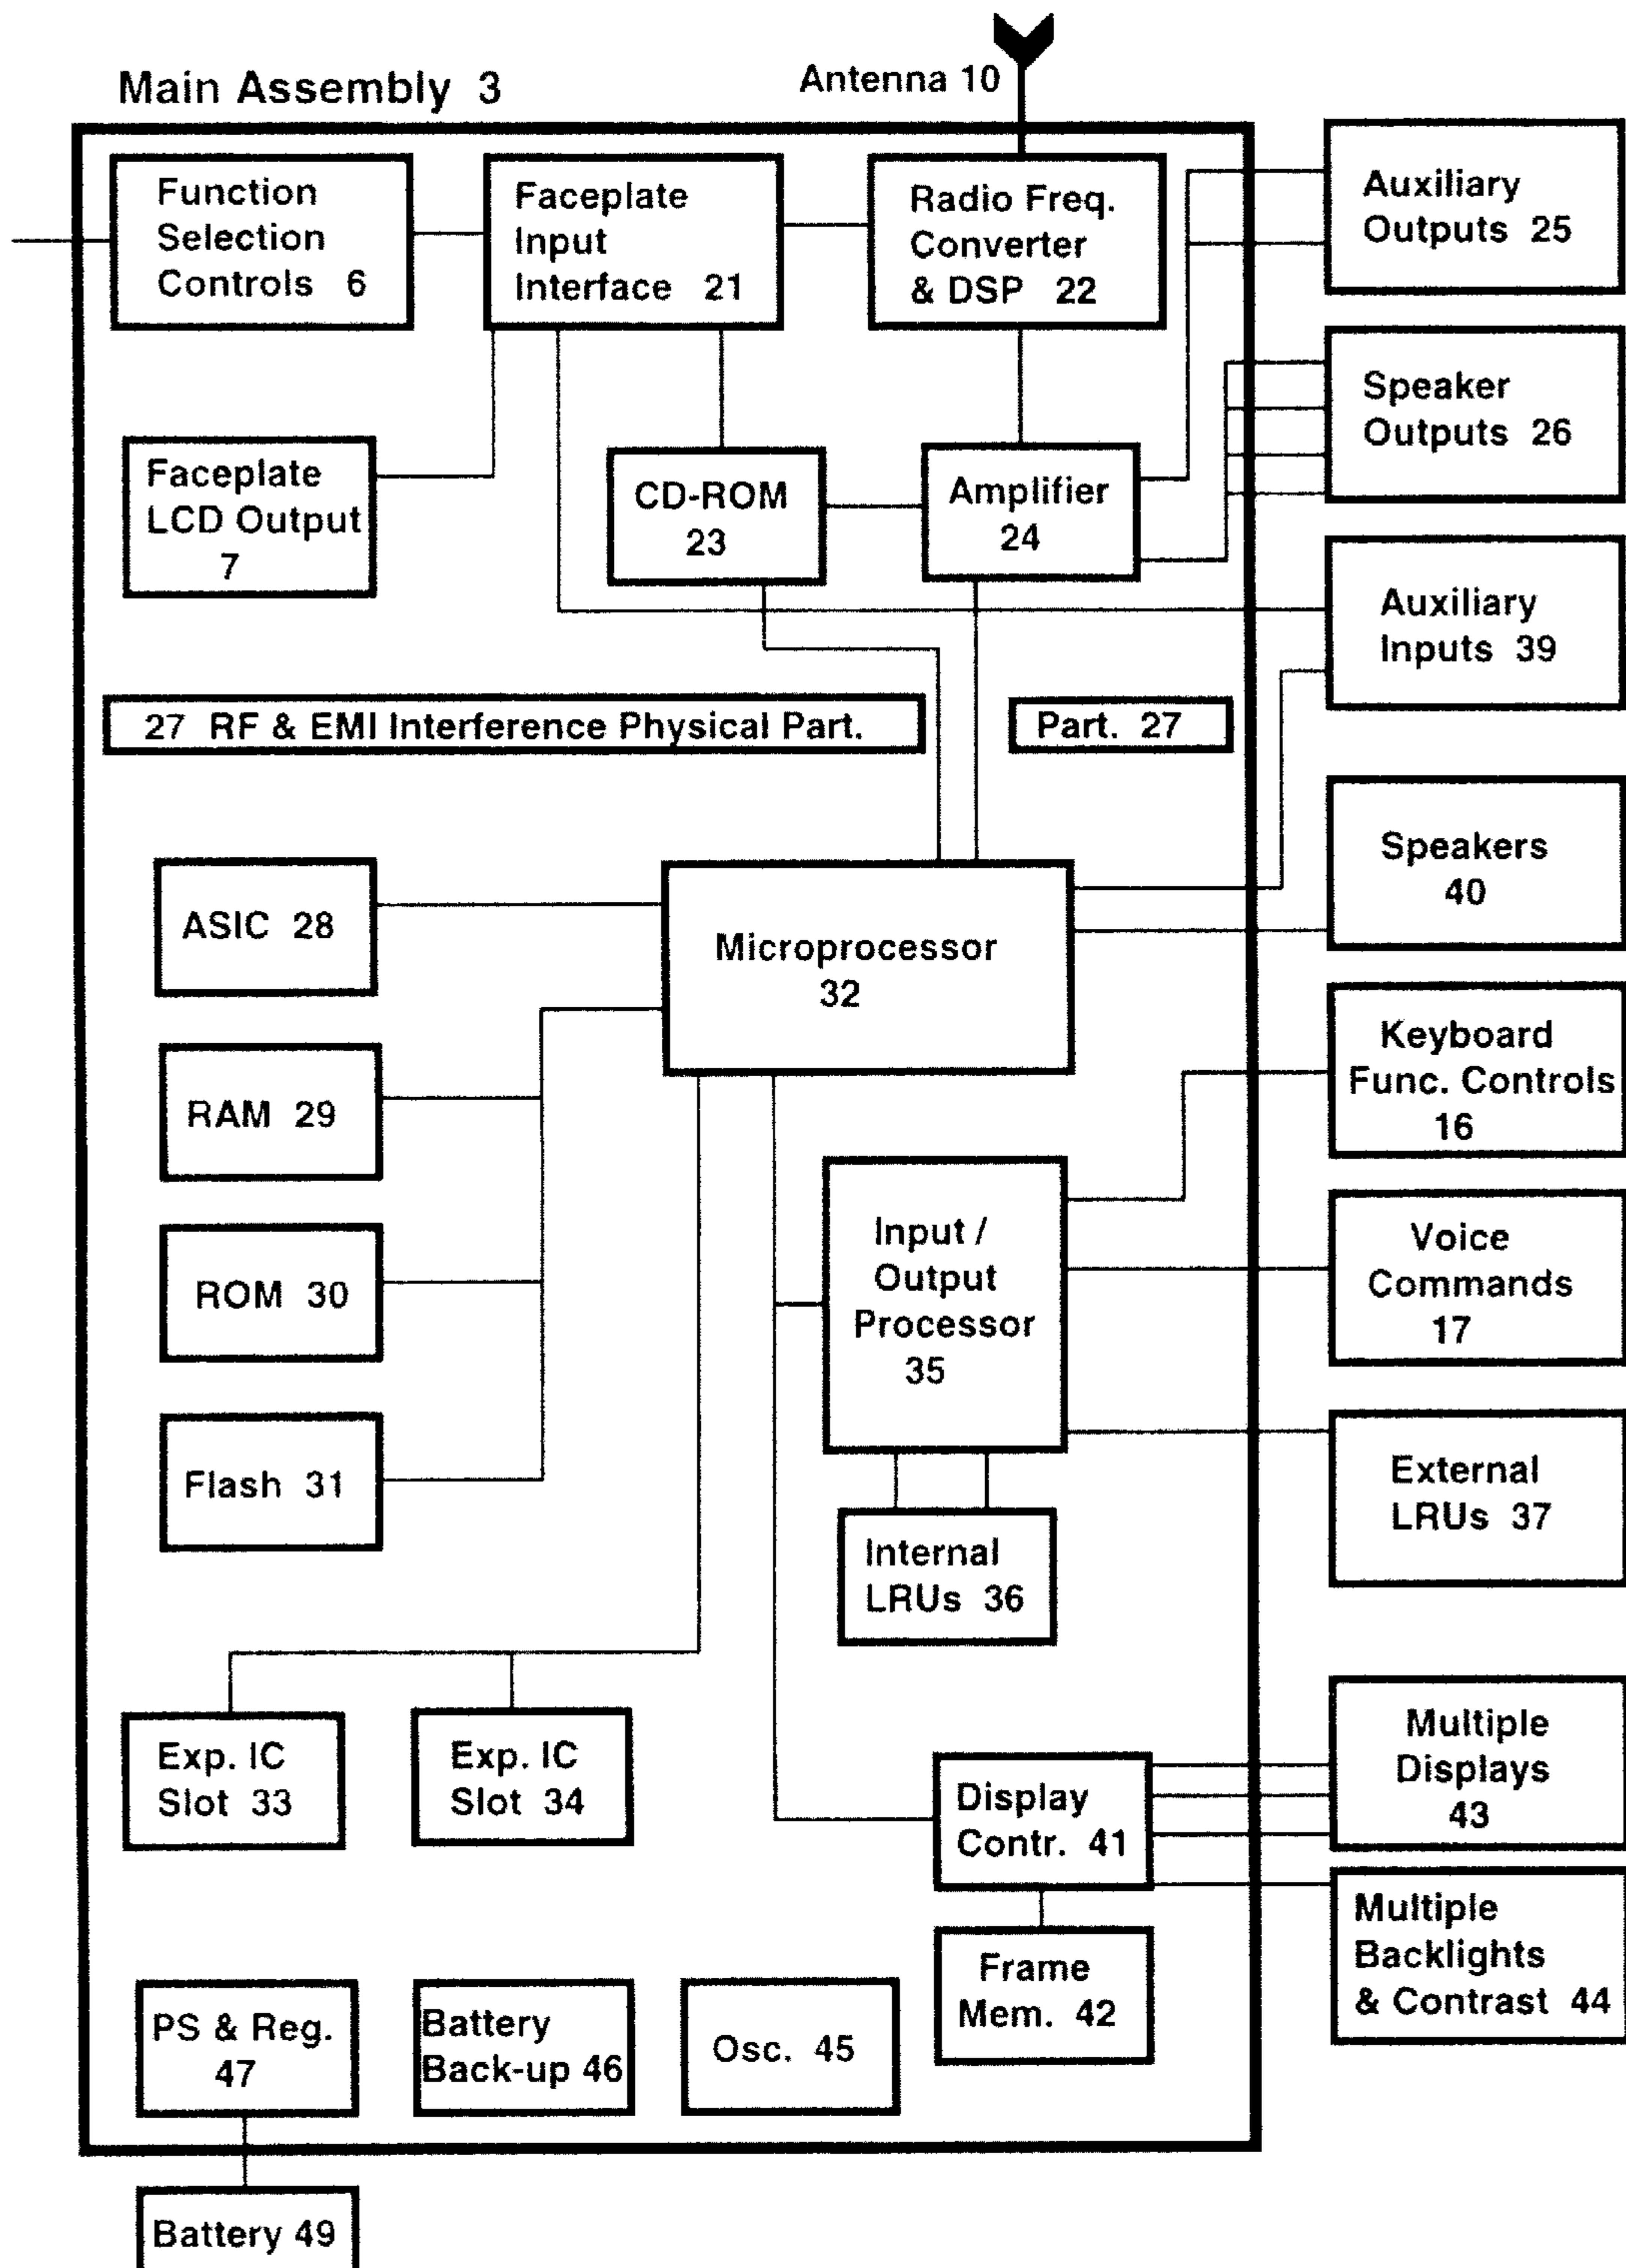 Main Assembly 3
Antenna 10
Function
Selection
Controls 6
Faceplate
Input
Interface 21
Radio Freq.
Converter
& DSP 22
Auxiliary
Outputs 25
Speaker
Outputs 26
Faceplate
LCD Output
7
CD-ROM
23
Amplifier
24
Auxiliary
Inputs 39
27 RF & EMI Interference Physical Part.
Part. 27
Speakers
40
ASIC 28
Microprocessor
32
Keyboard
Func. Controls
16
RAM 29
Input /
Output
Processor
35
Voice
Commands
17
ROM 30
Flash 31
External
LRUs 37
Internal
LRUs 36
Exp. IC
Slot 33
Exp. IC
Slot 34
Multiple
Displays
43
Display
Contr. 41
Multiple
Backlights
& Contrast 44
Frame
Mem. 42
PS & Reg.
47
Battery
Back-up 46
Osc. 45
Battery 49